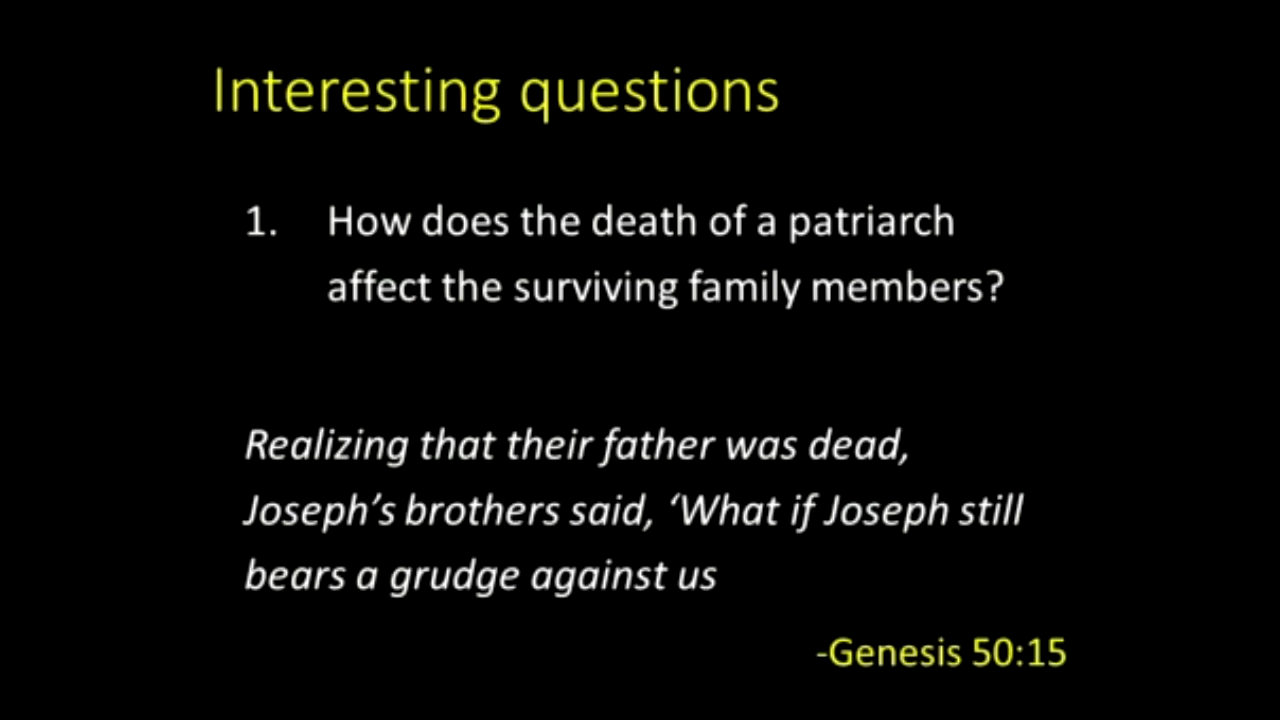 Interesting questions
1. How does the death of a patriarch
affect the surviving family members?
Realizing that their father was dead,
Joseph’s brothers said, ‘What if Joseph still
bears a grudge against us
-Genesis 50:15